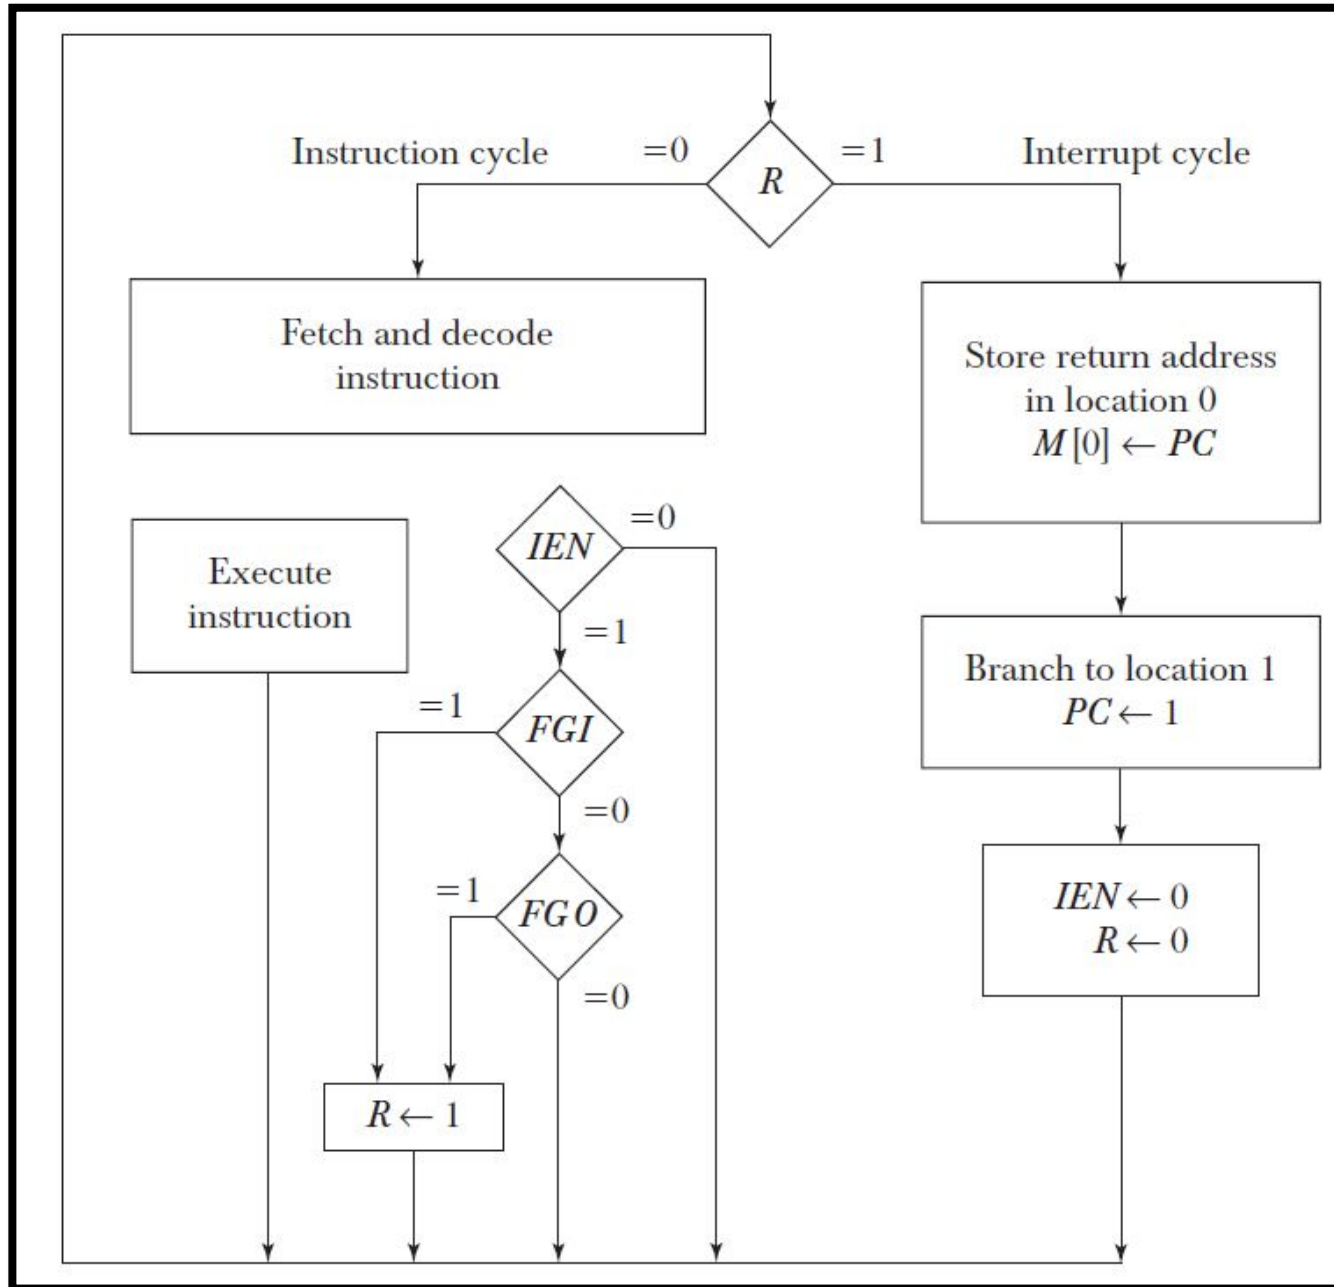 Instruction cycle
=0
R
=1
Interrupt cycle
Fetch and decode
instruction
Store return address
in location 0
M[0] ← PC
Execute
instruction
IEN
=0
=1
FGI
=1
=0
FGO
=1
=0
R ← 1
Branch to location 1
PC ← 1
IEN ← 0
R ← 0